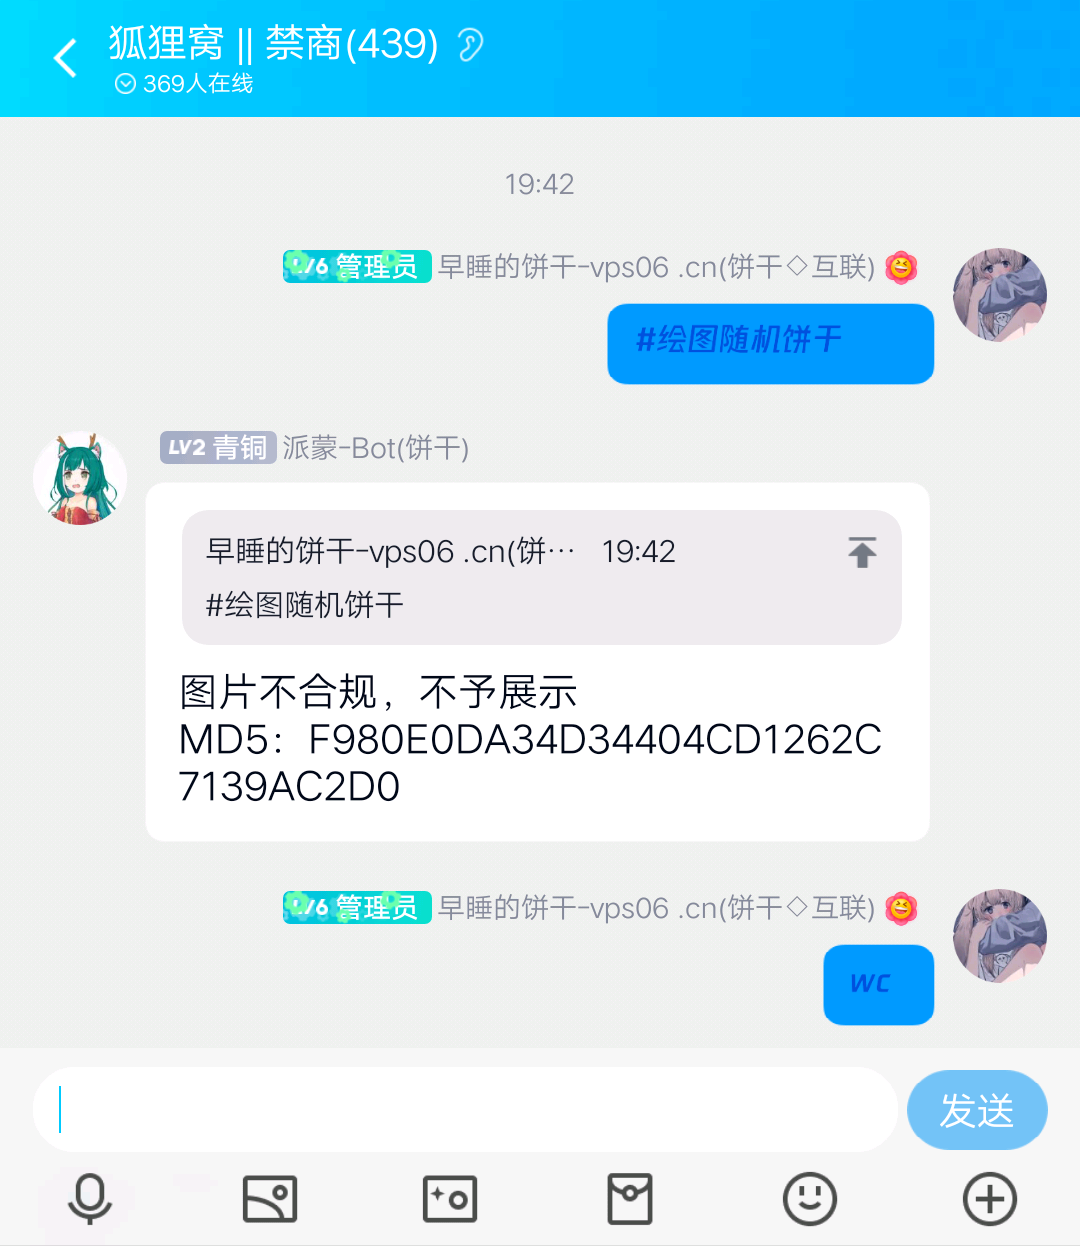 狐狸窝 || 禁商(439)
369人在线
19:42
LV6 管理员 早睡的饼干-vps06 .cn(饼干◇互联)
#绘图随机饼干
LV2 青铜 派蒙-Bot(饼干)
早睡的饼干-vps06 .cn(饼··· 19:42
#绘图随机饼干
图片不合规，不予展示
MD5：F980E0DA34D34404CD1262C
7139AC2D0
LV6 管理员 早睡的饼干-vps06 .cn(饼干◇互联)
wc
发送